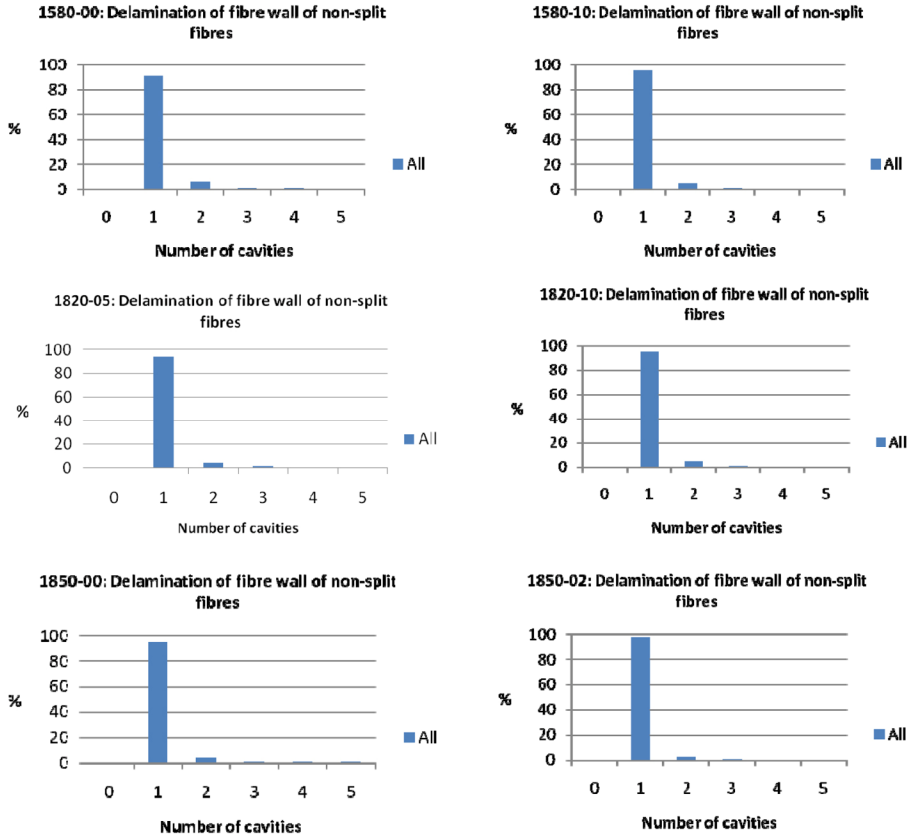 1580-00: Delamination of fibre wall of non-split
fibres
100
80
60
40
20
0
%
0 1 2 3 4 5
Number of cavities
All
1580-10: Delamination of fibre wall of non-split
fibres
100
80
60
40
20
0
%
0 1 2 3 4 5
Number of cavities
All
1820-05: Delamination of fibre wall of non-split
fibres
100
80
60
40
20
0
%
0 1 2 3 4 5
Number of cavities
All
1820-10: Delamination of fibre wall of non-split
fibres
100
80
60
40
20
0
%
0 1 2 3 4 5
Number of cavities
All
1850-00: Delamination of fibre wall of non-split
fibres
100
80
60
40
20
0
%
0 1 2 3 4 5
Number of cavities
All
1850-02: Delamination of fibre wall of non-split
fibres
100
80
60
40
20
0
%
0 1 2 3 4 5
Number of cavities
All